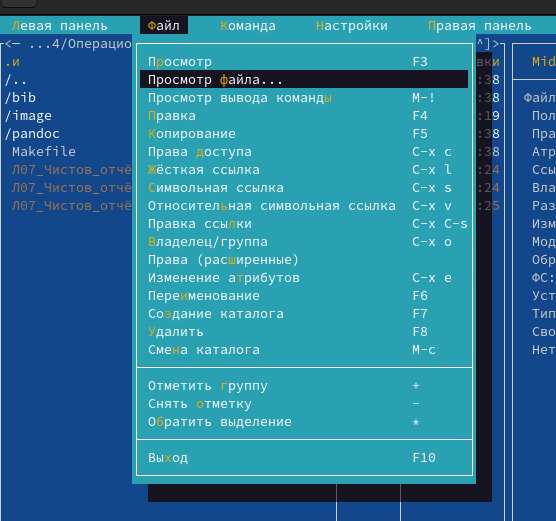 Левая панель Файл Команда Настройки Правая панель
<— ...4/Операцио ^]>
.и вки Mid
Просмотр F3
/.. Просмотр файла... :38
/bib Просмотр вывода команды M-! :38 Файл
/image Правка F4 :19 Пол
/pandoc Копирование F5 :38 Пра
Makefile Права доступа C-x c :38 Атр
Л07_Чистов_отчё Жёсткая ссылка C-x l :24 Ссы
Л07_Чистов_отчё Символьная ссылка C-x s :24 Вла
Л07_Чистов_отчё Относительная символьная ссылка C-x v :25 Раз
Правка ссылки C-x C-s Изм
Владелец/группа C-x o Мод
Права (расширенные) Обр
Изменение атрибутов C-x e ФС:
Переименование F6 Уст
Создание каталога F7 Тип
Удалить F8 Сво
Смена каталога M-c Нет
Отметить группу +
Снять отметку -
Обратить выделение *
Выход F10